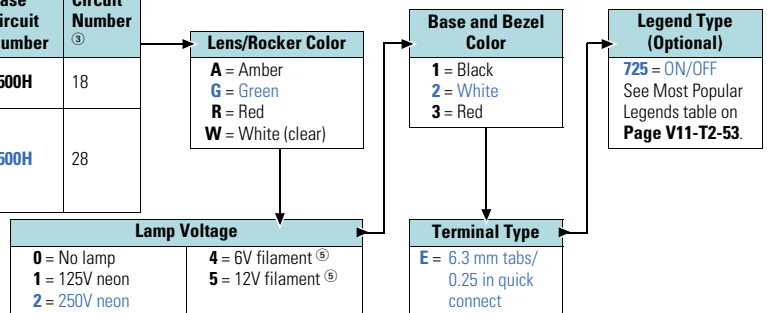 Number
③
500H 18
500H 28
Lens/Rocker Color
A = Amber
G = Green
R = Red
W = White (clear)
Base and Bezel
Color
1 = Black
2 = White
3 = Red
Legend Type
(Optional)
725 = ON/OFF
See Most Popular
Legends table on
Page V11-T2-53.
Lamp Voltage
0 = No lamp
1 = 125V neon
2 = 250V neon
4 = 6V filament ⑤
5 = 12V filament ⑤
Terminal Type
E = 6.3 mm tabs/
0.25 in quick
connect